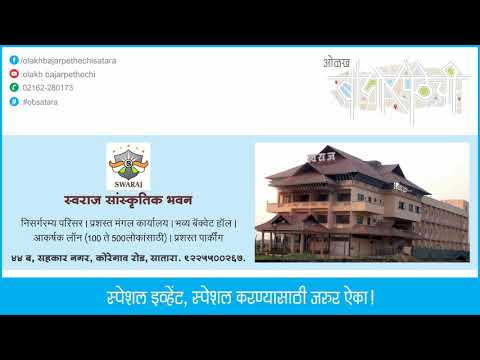 /olakhbajarpethechisatara
/olakh bajarpethechi
02162-280173
#obsatara
ओळख
बाजारपेठेची
SWARAJ
स्वराज सांस्कृतिक भवन
निसर्गरम्य परिसर । प्रशस्त मंगल कार्यालय । भव्य बॅंक्वेट हॉल ।
आकर्षक लॉन (100 ते 500लोकांसाठी) । प्रशस्त पार्कींग
४४ ब, सहकार नगर, कोरेगाव रोड, सातारा. ९२२५५००२६७.
स्वराज
स्पेशल इव्हेंट, स्पेशल करण्यासाठी जरुर ऐका!